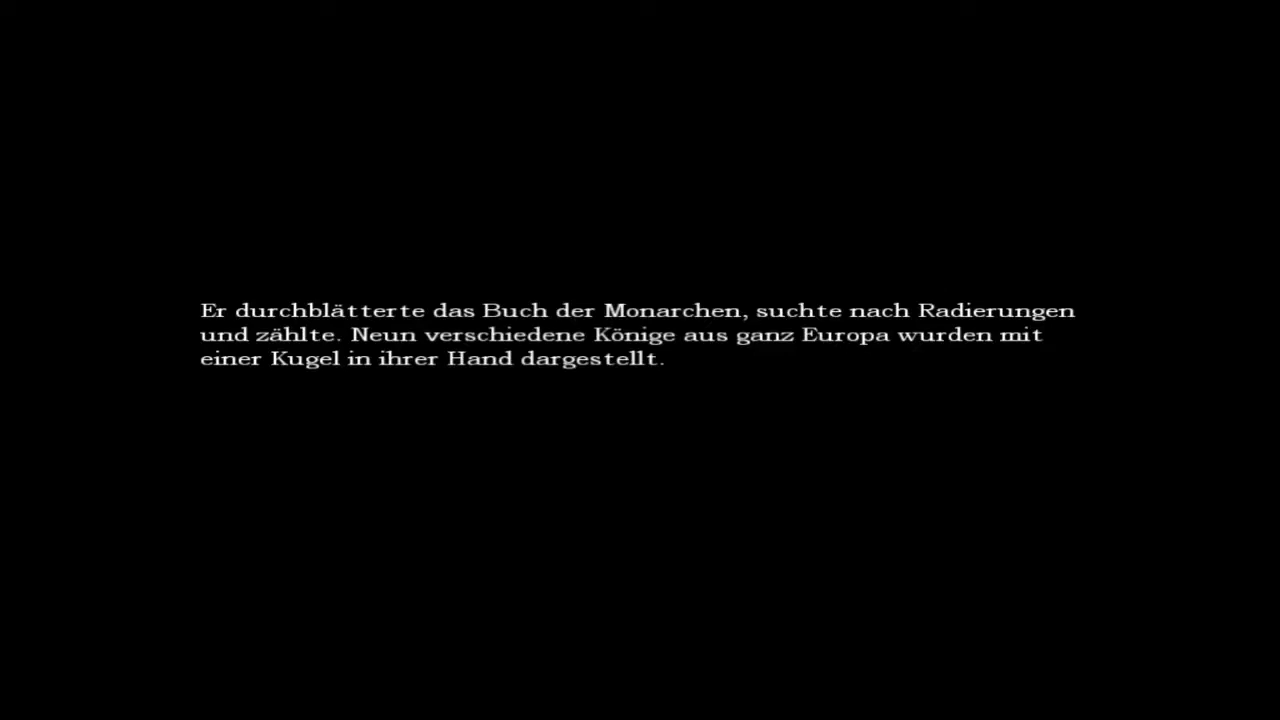 Er durchblätterte das Buch der Monarchen, suchte nach Radierungen
und zählte. Neun verschiedene Könige aus ganz Europa wurden mit
einer Kugel in ihrer Hand dargestellt.